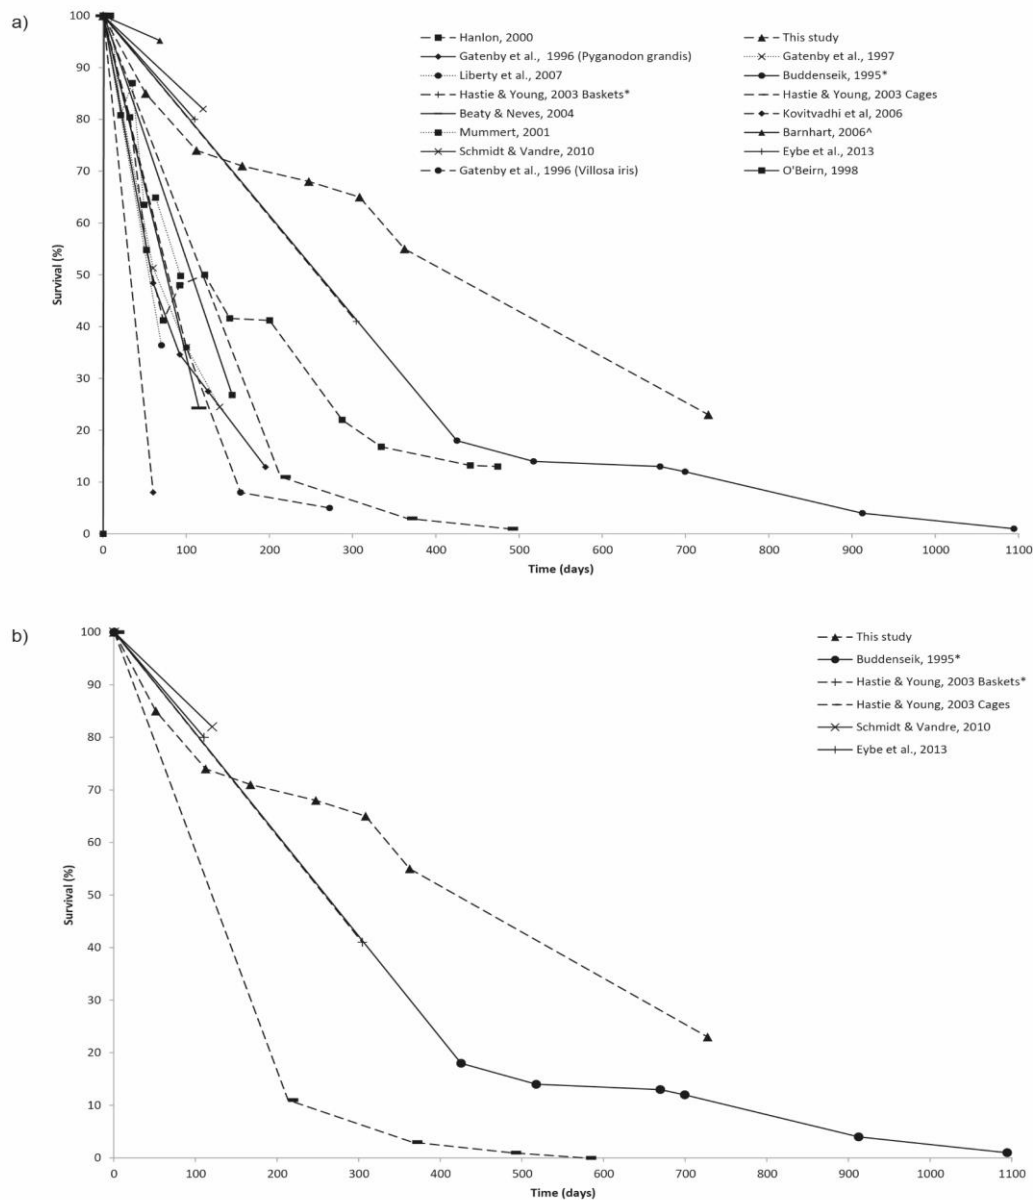 a)
100
90
80
70
60
50
40
30
20
10
0
Survival (%)
0 100 200 300 400 500 600 700 800 900 1000 1100
Time (days)
Hanlon, 2000
Gatenby et al., 1996 (Pyganodon grandis)
Liberty et al., 2007
Hastie & Young, 2003 Baskets*
Beaty & Neves, 2004
Mummert, 2001
Schmidt & Vandre, 2010
Gatenby et al., 1996 (Villosa iris)
This study
Gatenby et al., 1997
Buddenseik, 1995*
Hastie & Young, 2003 Cages
Kovitvadhi et al, 2006
Barnhart, 2006^
Eybe et al., 2013
O'Beirn, 1998
b)
100
90
80
70
60
50
40
30
20
10
0
Survival (%)
0 100 200 300 400 500 600 700 800 900 1000 1100
Time (days)
This study
Buddenseik, 1995*
Hastie & Young, 2003 Baskets*
Hastie & Young, 2003 Cages
Schmidt & Vandre, 2010
Eybe et al., 2013